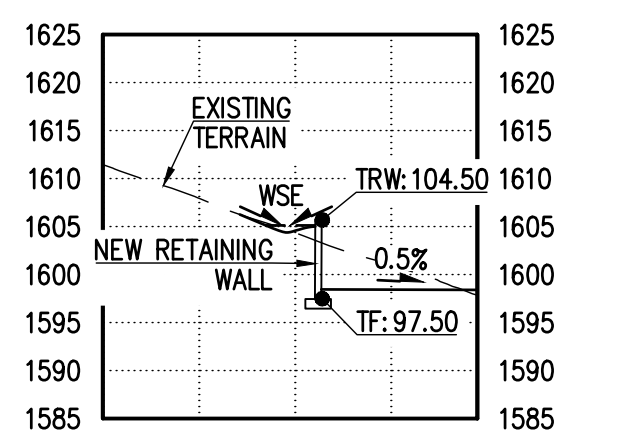 1625 1625
1620 1620
EXISTING
TERRAIN
1615 1615
1610 1610
TRW: 104.50
WSE
1605 1605
NEW RETAINING
WALL
0.5%
1600 1600
1595 1595
TF: 97.50
1590 1590
1585 1585